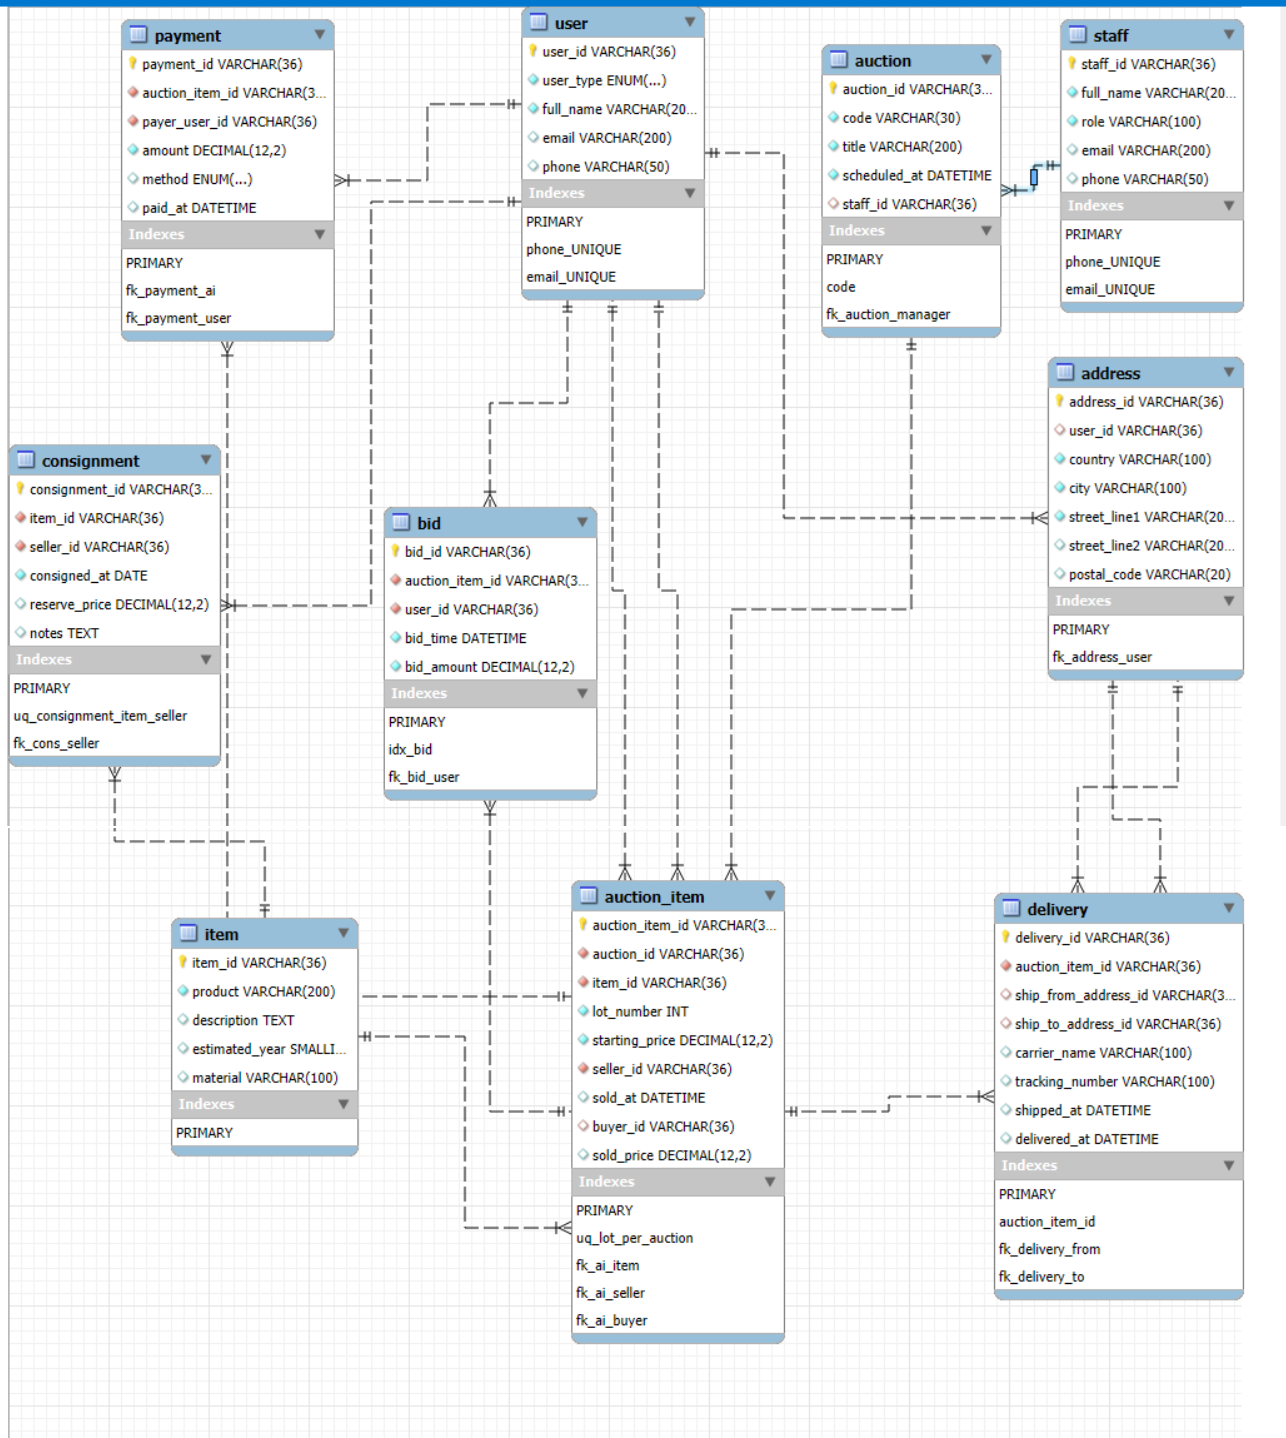 payment
payment_id VARCHAR(36)
auction_item_id VARCHAR(3...
payer_user_id VARCHAR(36)
amount DECIMAL(12,2)
method ENUM(...)
paid_at DATETIME
Indexes
PRIMARY
fk_payment_ai
fk_payment_user
user
user_id VARCHAR(36)
user_type ENUM(...)
full_name VARCHAR(20...
email VARCHAR(200)
phone VARCHAR(50)
Indexes
PRIMARY
phone_UNIQUE
email_UNIQUE
auction
auction_id VARCHAR(3...
code VARCHAR(30)
title VARCHAR(200)
scheduled_at DATETIME
staff_id VARCHAR(36)
Indexes
PRIMARY
code
fk_auction_manager
staff
staff_id VARCHAR(36)
full_name VARCHAR(20...
role VARCHAR(100)
email VARCHAR(200)
phone VARCHAR(50)
Indexes
PRIMARY
phone_UNIQUE
email_UNIQUE
address
address_id VARCHAR(36)
user_id VARCHAR(36)
country VARCHAR(100)
city VARCHAR(100)
street_line1 VARCHAR(20...
street_line2 VARCHAR(20...
postal_code VARCHAR(20)
Indexes
PRIMARY
fk_address_user
consignment
consignment_id VARCHAR(3...
item_id VARCHAR(36)
seller_id VARCHAR(36)
consigned_at DATE
reserve_price DECIMAL(12,2)
notes TEXT
Indexes
PRIMARY
uq_consignment_item_seller
fk_cons_seller
bid
bid_id VARCHAR(36)
auction_item_id VARCHAR(3...
user_id VARCHAR(36)
bid_time DATETIME
bid_amount DECIMAL(12,2)
Indexes
PRIMARY
idx_bid
fk_bid_user
item
item_id VARCHAR(36)
product VARCHAR(200)
description TEXT
estimated_year SMALLI...
material VARCHAR(100)
Indexes
PRIMARY
auction_item
auction_item_id VARCHAR(3...
auction_id VARCHAR(36)
item_id VARCHAR(36)
lot_number INT
starting_price DECIMAL(12,2)
seller_id VARCHAR(36)
sold_at DATETIME
buyer_id VARCHAR(36)
sold_price DECIMAL(12,2)
Indexes
PRIMARY
uq_lot_per_auction
fk_ai_item
fk_ai_seller
fk_ai_buyer
delivery
delivery_id VARCHAR(36)
auction_item_id VARCHAR(36)
ship_from_address_id VARCHAR(3...
ship_to_address_id VARCHAR(36)
carrier_name VARCHAR(100)
tracking_number VARCHAR(100)
shipped_at DATETIME
delivered_at DATETIME
Indexes
PRIMARY
auction_item_id
fk_delivery_from
fk_delivery_to